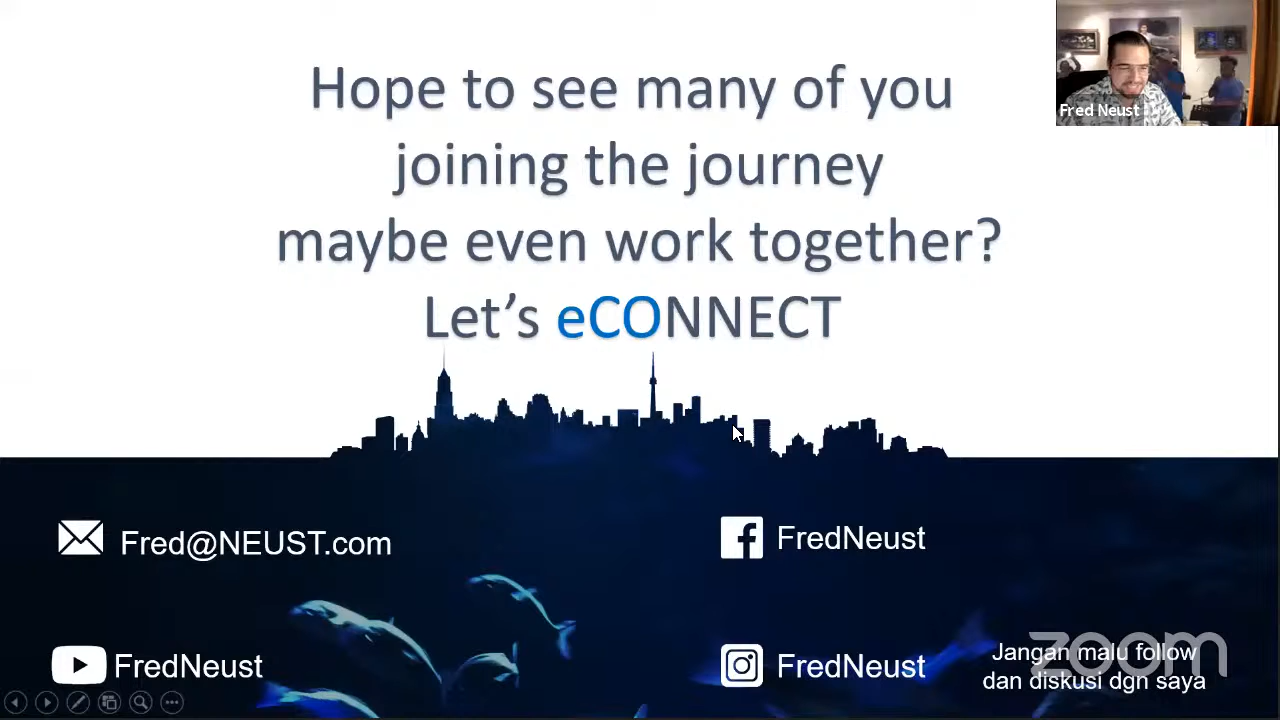 Hope to see many of you
joining the journey
maybe even work together?
Let's eCONNECT
Fred Neust
Fred@NEUST.com
FredNeust
FredNeust
FredNeust
Jangan malu follow
dan diskusi dgn saya
zoom